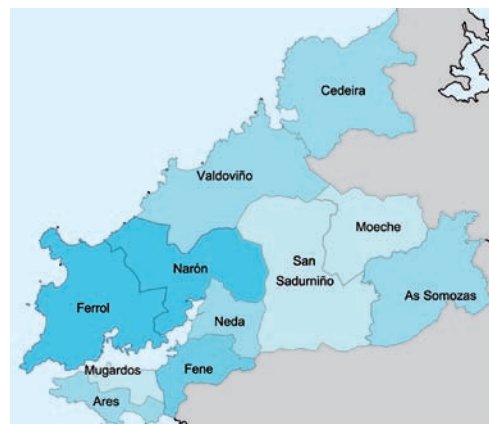 Cedeira
Valdoviño
Moeche
San
Sadurniño
Narón
As Somozas
Ferrol
Neda
Fene
Mugardos
Ares